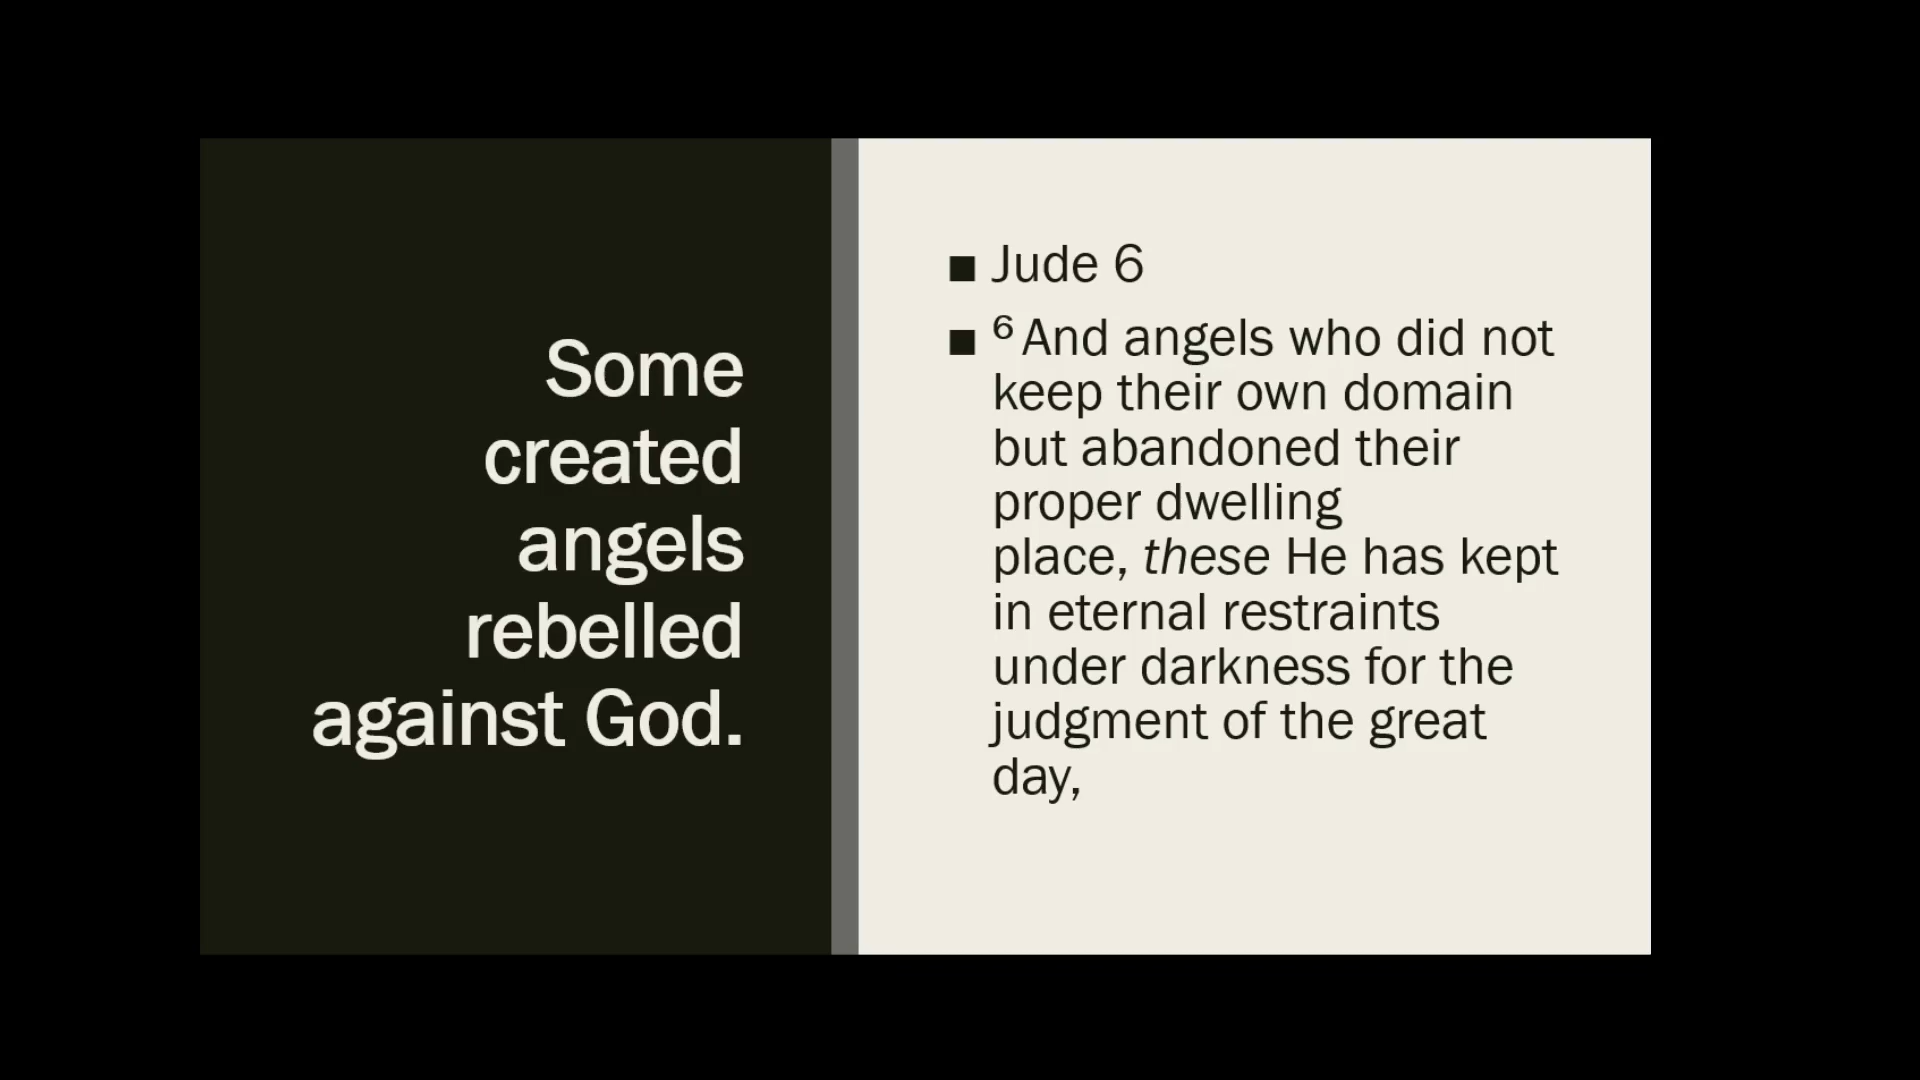 Some
created
angels
rebelled
against God.
■ Jude 6
■ ⁶ And angels who did not
keep their own domain
but abandoned their
proper dwelling
place, these He has kept
in eternal restraints
under darkness for the
judgment of the great
day,